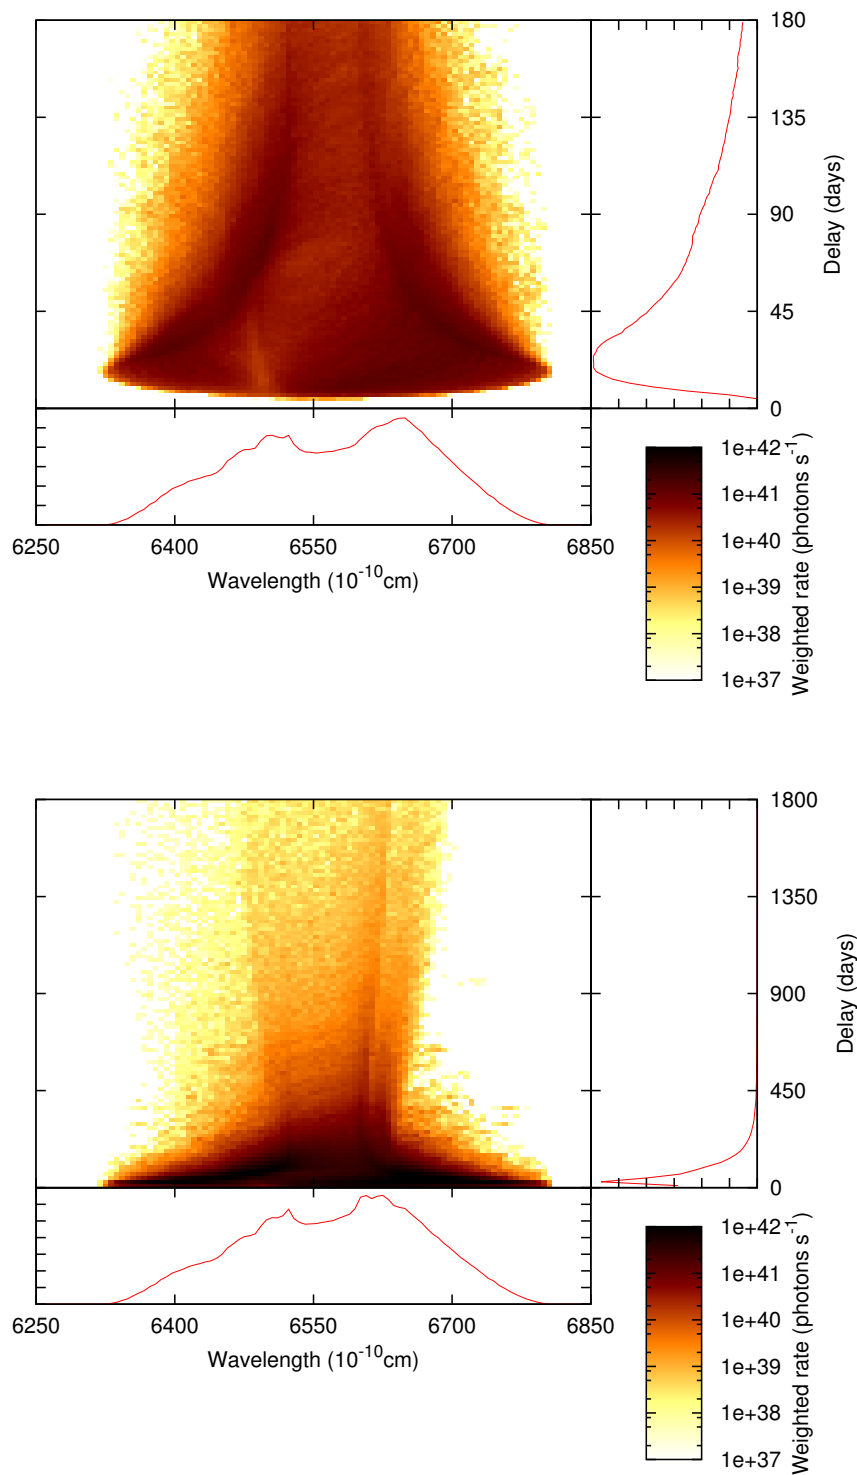 180
135
90
45
0
Delay (days)
6250 6400 6550 6700 6850
Wavelength (10⁻¹⁰cm)
1e+42
1e+41
1e+40
1e+39
1e+38
1e+37
Weighted rate (photons s⁻¹)
1800
1350
900
450
0
Delay (days)
6250 6400 6550 6700 6850
Wavelength (10⁻¹⁰cm)
1e+42
1e+41
1e+40
1e+39
1e+38
1e+37
Weighted rate (photons s⁻¹)